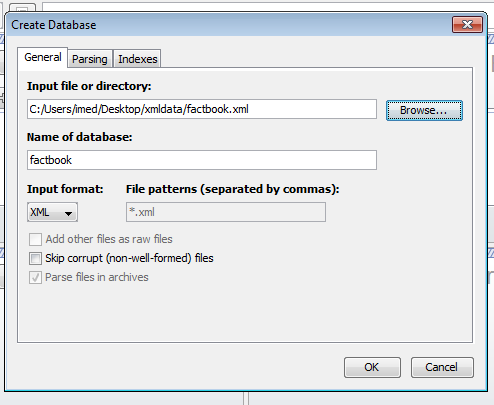 Create Database
General Parsing Indexes
Input file or directory:
C:/Users/imed/Desktop/xmldata/factbook.xml Browse...
Name of database:
factbook
Input format: File patterns (separated by commas):
XML *.xml
Add other files as raw files
Skip corrupt (non-well-formed) files
Parse files in archives
OK Cancel